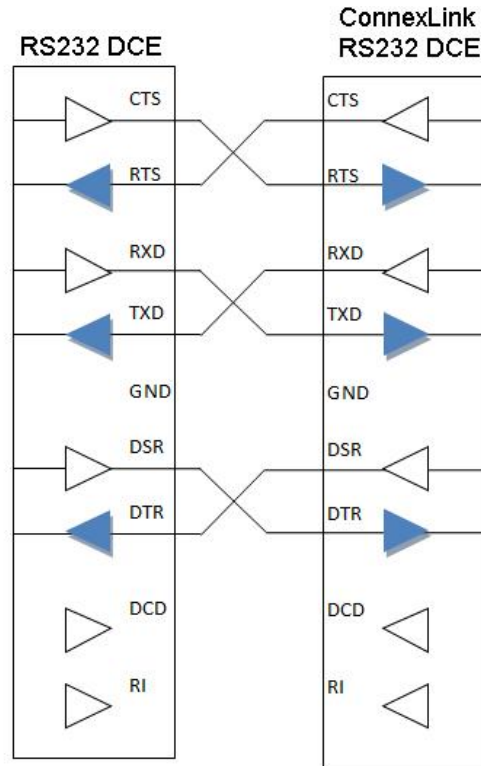 RS232 DCE
ConnexLink
RS232 DCE
CTS
CTS
RTS
RTS
RXD
RXD
TXD
TXD
GND
GND
DSR
DSR
DTR
DTR
DCD
DCD
RI
RI